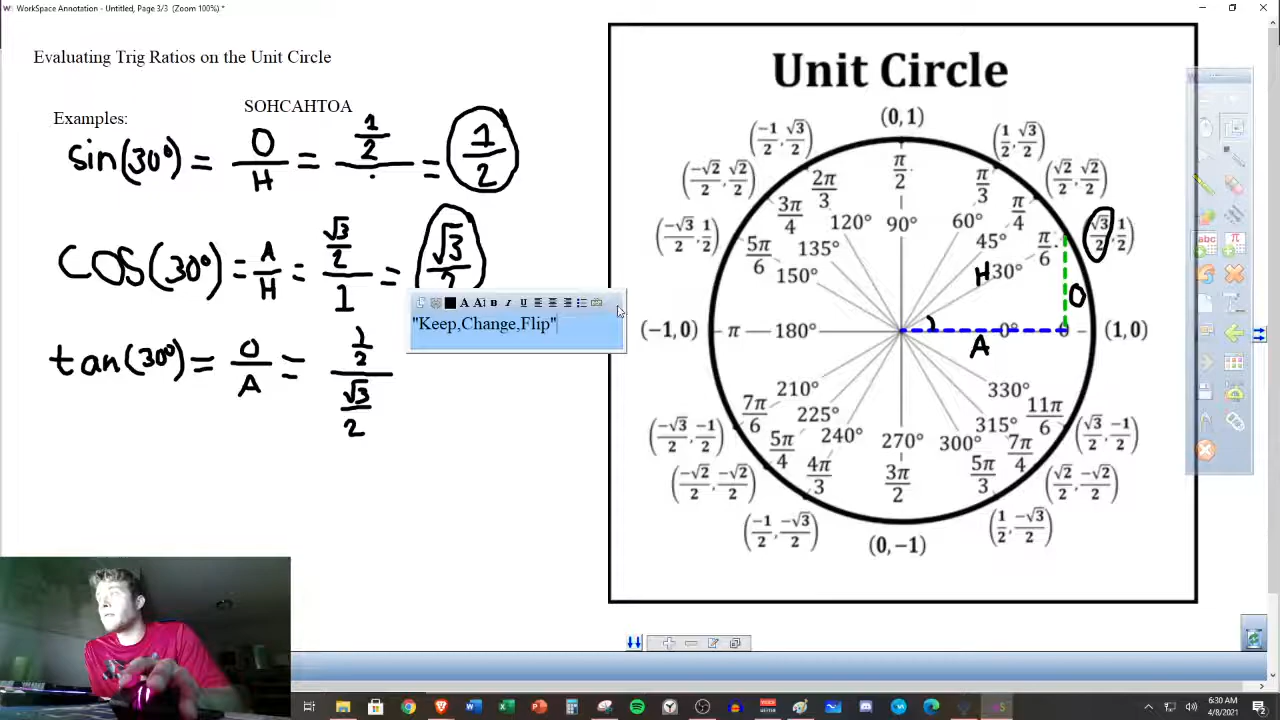 WorkSpace Annotation - Untitled, Page 3/3 (Zoom 100%) *
Evaluating Trig Ratios on the Unit Circle
SOHCAHTOA
Examples:
sin(30°) = O/H = 1/2 / = 1/2
cos(30°) = A/H = √3/2 / 1 = √3/2
"Keep,Change,Flip"
tan(30°) = O/A = 1/2 / √3/2
Unit Circle
(0, 1)
(-1/2, √3/2) (1/2, √3/2)
(-√2/2, √2/2) (√2/2, √2/2)
(-√3/2, 1/2) (√3/2, 1/2)
2π/3 π/2 π/3
3π/4 π/4
5π/6 π/6
120° 90° 60°
135° 45°
150° 30°
H
O
(-1, 0) π 180° 0° 0 (1, 0)
A
210° 330°
7π/6 225° 315° 11π/6
5π/4 240° 270° 300° 7π/4
4π/3 3π/2 5π/3
(-√3/2, -1/2) (√3/2, -1/2)
(-√2/2, -√2/2) (√2/2, -√2/2)
(-1/2, -√3/2) (1/2, -√3/2)
(0, -1)
6:30 AM
4/8/2021